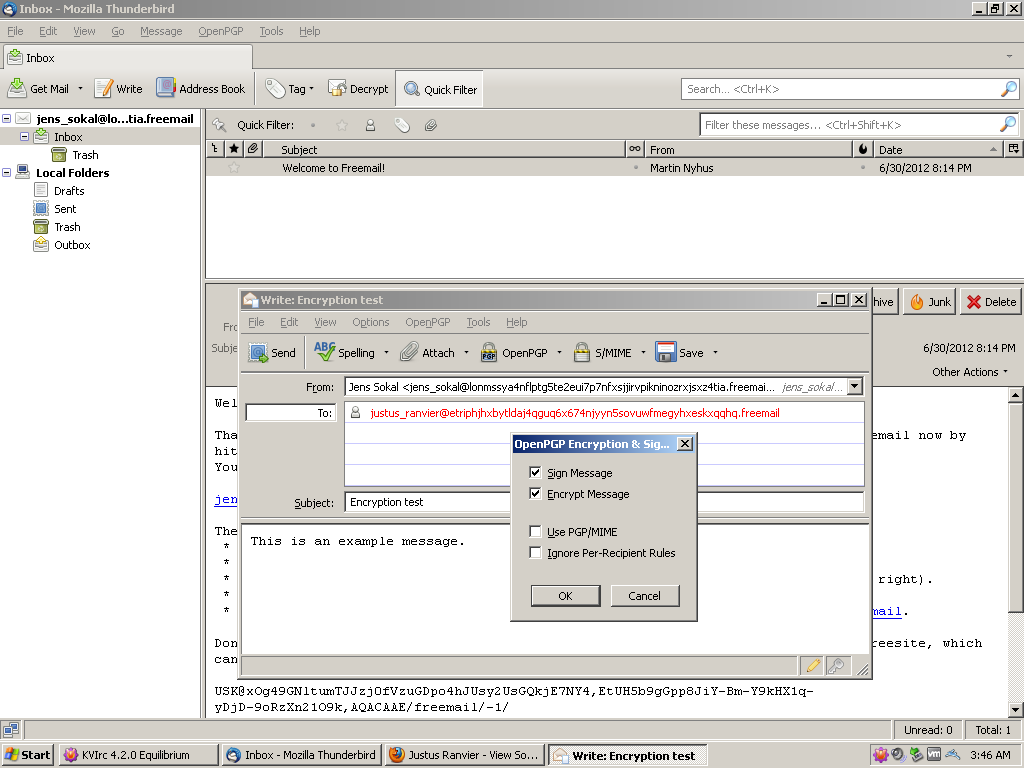 Inbox - Mozilla Thunderbird
File Edit View Go Message OpenPGP Tools Help
Inbox
Get Mail Write Address Book Tag Decrypt Quick Filter Search... <Ctrl+K>
jens_sokal@lo...tia.freemail
Inbox
Trash
Local Folders
Drafts
Sent
Trash
Outbox
Quick Filter: Filter these messages... <Ctrl+Shift+K>
Subject From Date
Welcome to Freemail! Martin Nyhus 6/30/2012 8:14 PM
hive Junk Delete
Fro
Subje 6/30/2012 8:14 PM
Other Actions
Write: Encryption test
File Edit View Options OpenPGP Tools Help
Send Spelling Attach OpenPGP S/MIME Save
From: Jens Sokal <jens_sokal@lonmssya4nflptg5te2eui7p7nfxsjjirvpikninozrxjsxz4tia.freemai... jens_sokal...
To: justus_ranvier@etriphjhxbytldaj4qguq6x674njyyn5sovuwfmegyhxeskxqqhq.freemail
Subject: Encryption test
This is an example message.
OpenPGP Encryption & Sig...
Sign Message
Encrypt Message
Use PGP/MIME
Ignore Per-Recipient Rules
OK Cancel
Wel
Tha email now by
hit
You
jen
The
*
*
* right).
*
* mail.
Don eesite, which
can
USK@xOg49GNltumTJJzj0fVzuGDpo4hJUsy2UsGQkjE7NY4,EtUH5b9gGpp8JiY-Bm-Y9kHX1q-
yDjD-9oRzXn21O9k,AQACAAE/freemail/-1/
Unread: 0 Total: 1
Start KVIrc 4.2.0 Equilibrium Inbox - Mozilla Thunderbird Justus Ranvier - View So... Write: Encryption test 3:46 AM